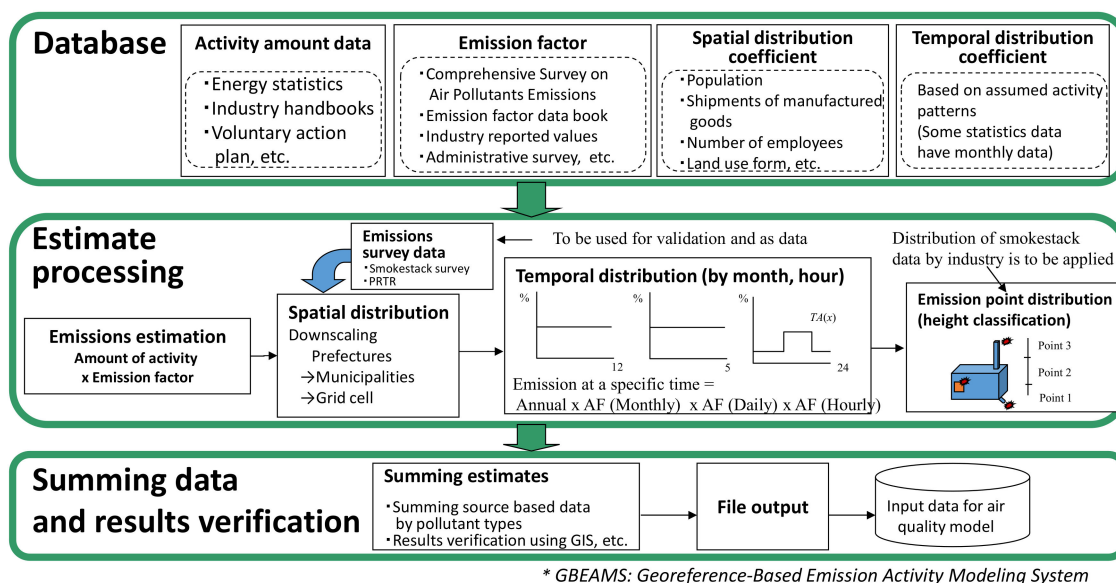 Database
Activity amount data
・Energy statistics
・Industry handbooks
・Voluntary action
plan, etc.
Emission factor
・Comprehensive Survey on
Air Pollutants Emissions
・Emission factor data book
・Industry reported values
・Administrative survey, etc.
Spatial distribution
coefficient
・Population
・Shipments of manufactured
goods
・Number of employees
・Land use form, etc.
Temporal distribution
coefficient
Based on assumed activity
patterns
(Some statistics data
have monthly data)
Estimate
processing
Emissions estimation
Amount of activity
x Emission factor
Emissions
survey data
・Smokestack survey
・PRTR
To be used for validation and as data
Spatial distribution
Downscaling
Prefectures
→Municipalities
→Grid cell
Temporal distribution (by month, hour)
%
12
%
5
%
TA(x)
24
Emission at a specific time =
Annual x AF (Monthly) x AF (Daily) x AF (Hourly)
Distribution of smokestack
data by industry is to be applied
Emission point distribution
(height classification)
Point 3
Point 2
Point 1
Summing data
and results verification
Summing estimates
・Summing source based data
by pollutant types
・Results verification using GIS, etc.
File output
Input data for air
quality model
* GBEAMS: Georeference-Based Emission Activity Modeling System